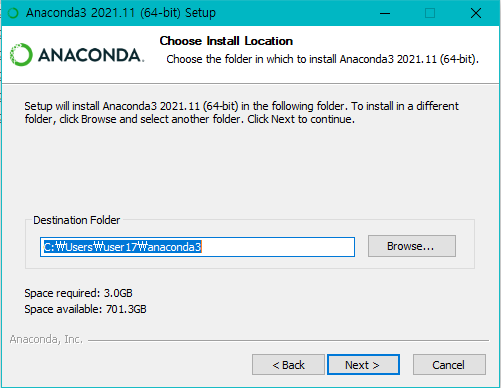 Anaconda3 2021.11 (64-bit) Setup
ANACONDA.
Choose Install Location
Choose the folder in which to install Anaconda3 2021.11 (64-bit).
Setup will install Anaconda3 2021.11 (64-bit) in the following folder. To install in a different
folder, click Browse and select another folder. Click Next to continue.
Destination Folder
C:₩Users₩user17₩anaconda3
Browse...
Space required: 3.0GB
Space available: 701.3GB
Anaconda, Inc.
< Back
Next >
Cancel